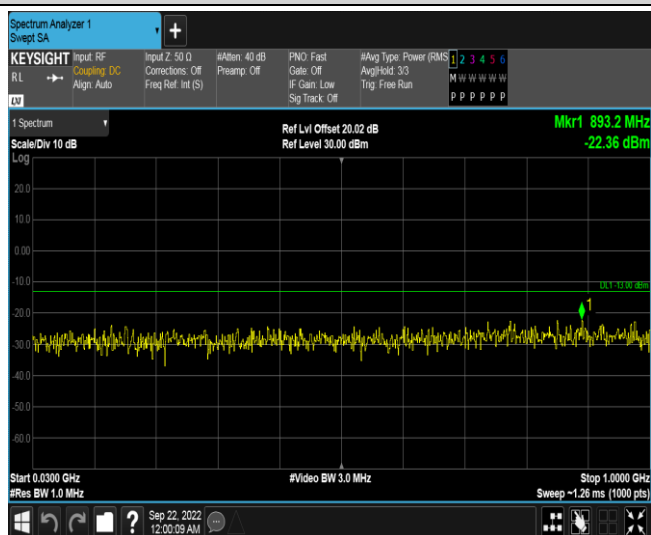 Spectrum Analyzer 1
Swept SA
+
KEYSIGHT
RL
Input: RF
Coupling: DC
Align: Auto
Input Z: 50 Ω
Corrections: Off
Freq Ref: Int (S)
#Atten: 40 dB
Preamp: Off
PNO: Fast
Gate: Off
IF Gain: Low
Sig Track: Off
#Avg Type: Power (RMS
Avg|Hold: 3/3
Trig: Free Run
1 2 3 4 5 6
M W W W W W
P P P P P P
LXI
1 Spectrum
Scale/Div 10 dB
Log
Ref Lvl Offset 20.02 dB
Ref Level 30.00 dBm
Mkr1 893.2 MHz
-22.36 dBm
20.0
10.0
0.00
-10.0
DL1 -13.00 dBm
1
-20.0
-30.0
-40.0
-50.0
-60.0
Start 0.0300 GHz
#Res BW 1.0 MHz
#Video BW 3.0 MHz
Stop 1.0000 GHz
Sweep ~1.26 ms (1000 pts)
?
Sep 22, 2022
12:00:09 AM